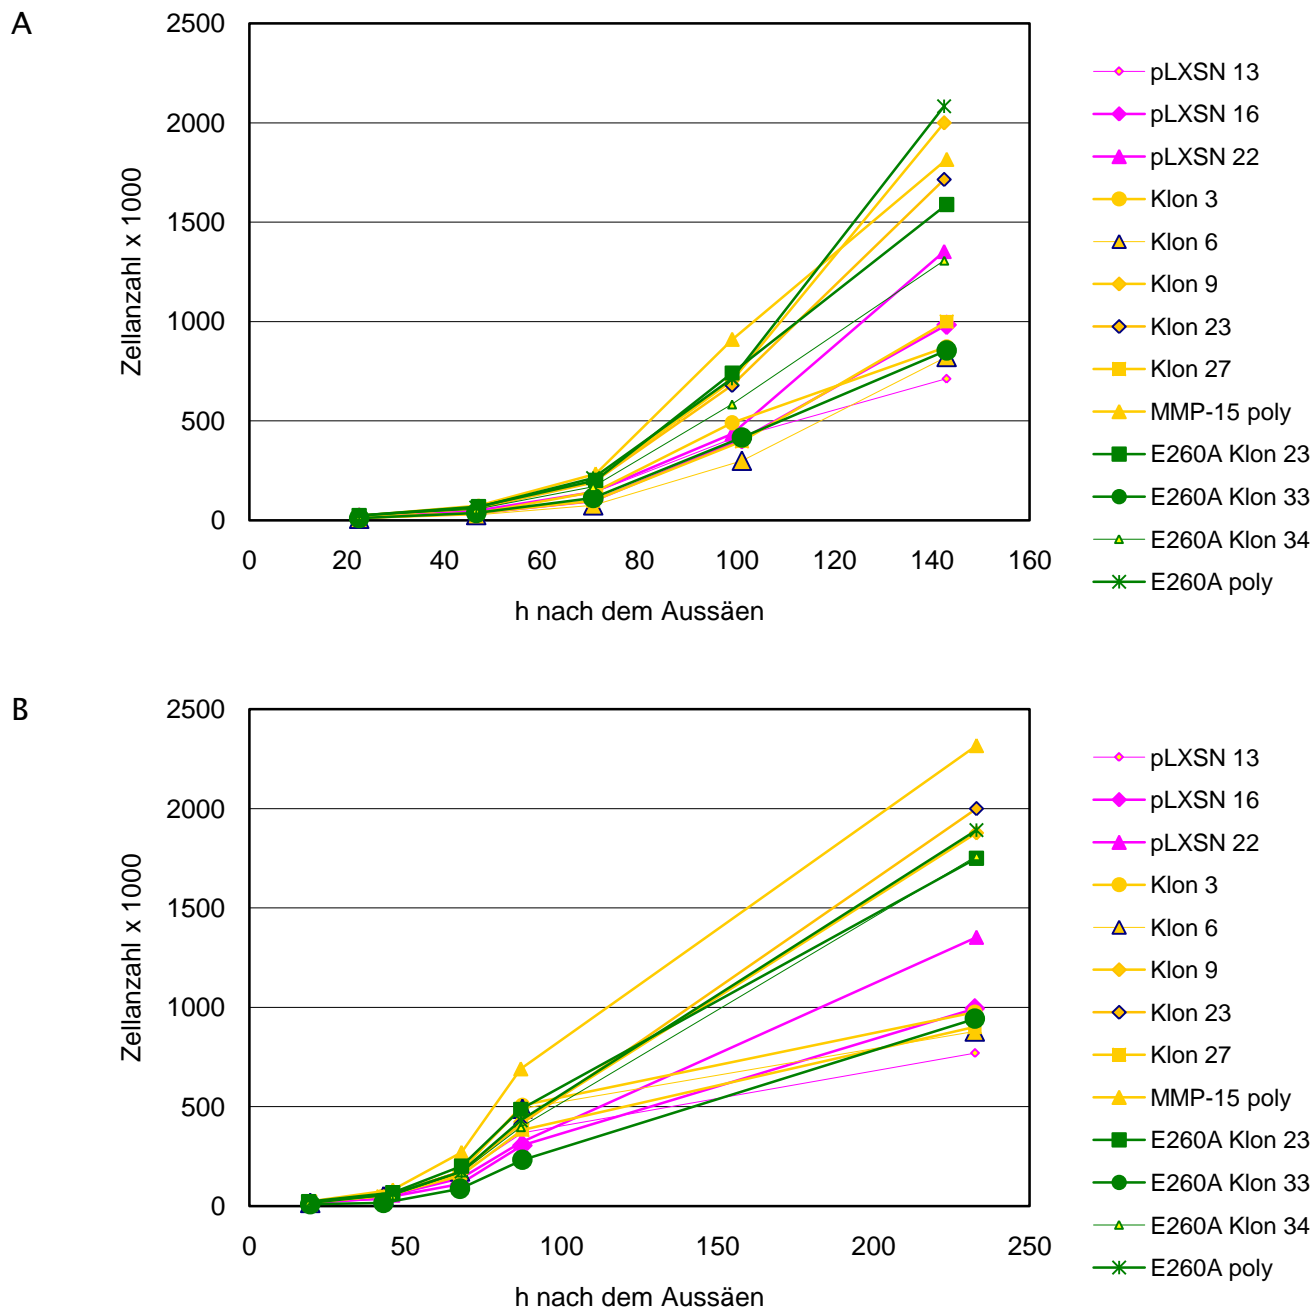 A
2500
2000
1500
1000
500
0
0 20 40 60 80 100 120 140 160
Zellanzahl x 1000
h nach dem Aussäen
pLXSN 13
pLXSN 16
pLXSN 22
Klon 3
Klon 6
Klon 9
Klon 23
Klon 27
MMP-15 poly
E260A Klon 23
E260A Klon 33
E260A Klon 34
E260A poly
B
2500
2000
1500
1000
500
0
0 50 100 150 200 250
Zellanzahl x 1000
h nach dem Aussäen
pLXSN 13
pLXSN 16
pLXSN 22
Klon 3
Klon 6
Klon 9
Klon 23
Klon 27
MMP-15 poly
E260A Klon 23
E260A Klon 33
E260A Klon 34
E260A poly